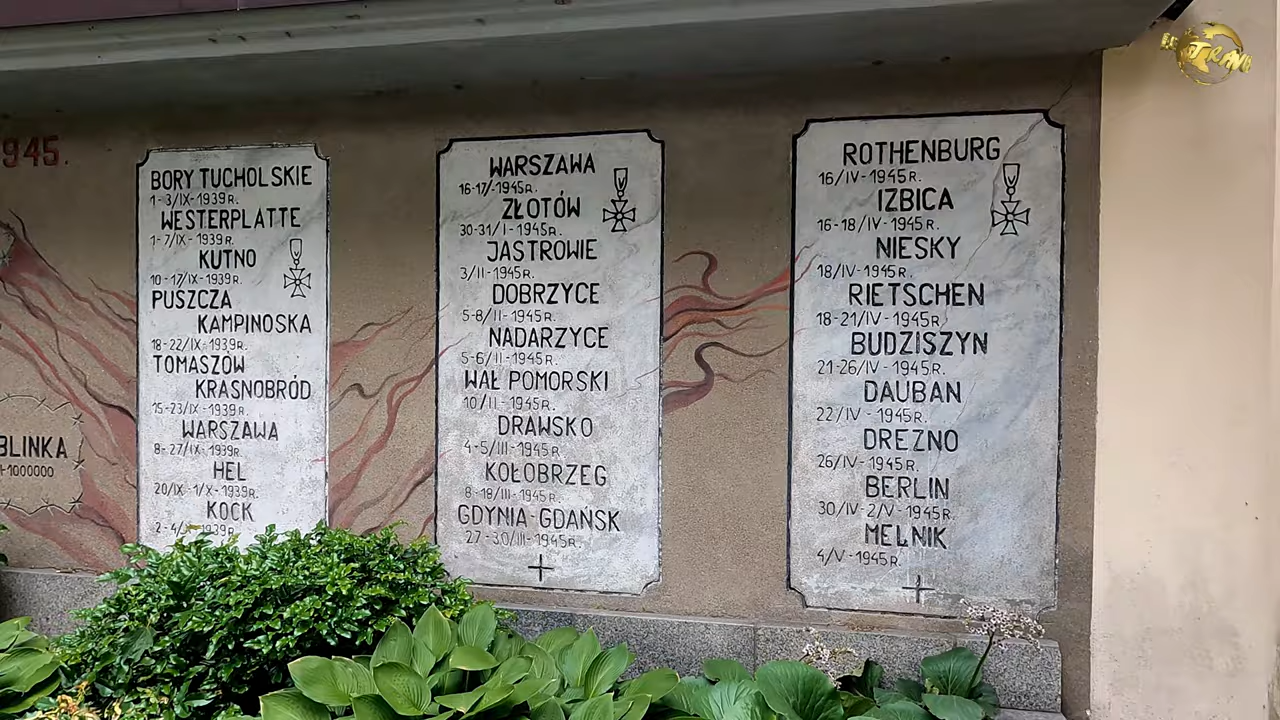 945.
BLINKA
1000000
BORY TUCHOLSKIE
1-3/IX-1939R.
WESTERPLATTE
1-7/IX-1939R.
KUTNO
10-17/IX-1939R.
PUSZCZA
KAMPINOSKA
18-22/IX-1939R.
TOMASZÓW
KRASNOBRÓD
15-23/IX-1939R.
WARSZAWA
8-27/IX-1939R.
HEL
20/IX-1/X-1939R.
KOCK
WARSZAWA
16-17/-1945R.
ZŁOTÓW
30-31/I-1945R.
JASTROWIE
3/II-1945R.
DOBRZYCE
5-8/II-1945R.
NADARZYCE
5-6/II-1945R.
WAŁ POMORSKI
10/II-1945R.
DRAWSKO
4-5/III-1945R.
KOŁOBRZEG
8-18/III-1945R.
GDYNIA-GDAŃSK
27-30/III-1945R.
ROTHENBURG
16/IV-1945R.
IZBICA
16-18/IV-1945R.
NIESKY
18/IV-1945R.
RIETSCHEN
18-21/IV-1945R.
BUDZISZYN
21-26/IV-1945R.
DAUBAN
22/IV-1945R.
DREZNO
26/IV-1945R.
BERLIN
30/IV-2/V-1945R.
MELNIK
4/V-1945R.